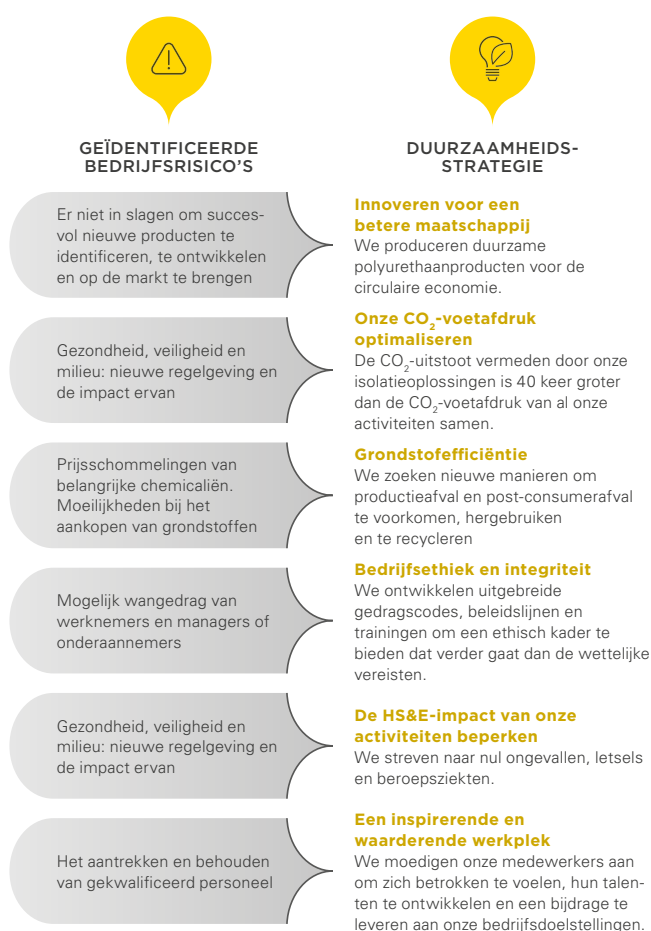 GEÏDENTIFICEERDE
BEDRIJFSRISICO'S
DUURZAAMHEIDS-
STRATEGIE
Er niet in slagen om succes-
vol nieuwe producten te
identificeren, te ontwikkelen
en op de markt te brengen
Innoveren voor een
betere maatschappij
We produceren duurzame
polyurethaanproducten voor de
circulaire economie.
Gezondheid, veiligheid en
milieu: nieuwe regelgeving en
de impact ervan
Onze CO₂-voetafdruk
optimaliseren
De CO₂-uitstoot vermeden door onze
isolatieoplossingen is 40 keer groter
dan de CO₂-voetafdruk van al onze
activiteiten samen.
Prijsschommelingen van
belangrijke chemicaliën.
Moeilijkheden bij het
aankopen van grondstoffen
Grondstofefficiëntie
We zoeken nieuwe manieren om
productieafval en post-consumerafval
te voorkomen, hergebruiken
en te recycleren
Mogelijk wangedrag van
werknemers en managers of
onderaannemers
Bedrijfsethiek en integriteit
We ontwikkelen uitgebreide
gedragscodes, beleidslijnen en
trainingen om een ethisch kader te
bieden dat verder gaat dan de wettelijke
vereisten.
Gezondheid, veiligheid en
milieu: nieuwe regelgeving en
de impact ervan
De HS&E-impact van onze
activiteiten beperken
We streven naar nul ongevallen, letsels
en beroepsziekten.
Het aantrekken en behouden
van gekwalificeerd personeel
Een inspirerende en
waarderende werkplek
We moedigen onze medewerkers aan
om zich betrokken te voelen, hun talen-
ten te ontwikkelen en een bijdrage te
leveren aan onze bedrijfsdoelstellingen.